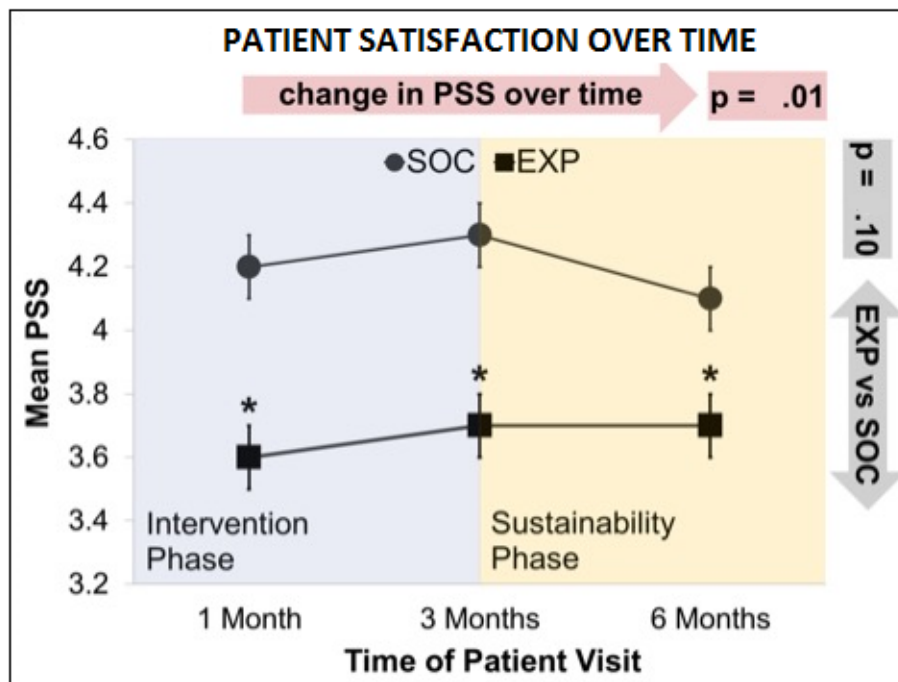 PATIENT SATISFACTION OVER TIME
change in PSS over time
p = .01
4.6
4.4
4.2
4
3.8
3.6
3.4
3.2
Mean PSS
SOC EXP
*
*
*
Intervention
Phase
Sustainability
Phase
p = .10
EXP vs SOC
1 Month 3 Months 6 Months
Time of Patient Visit